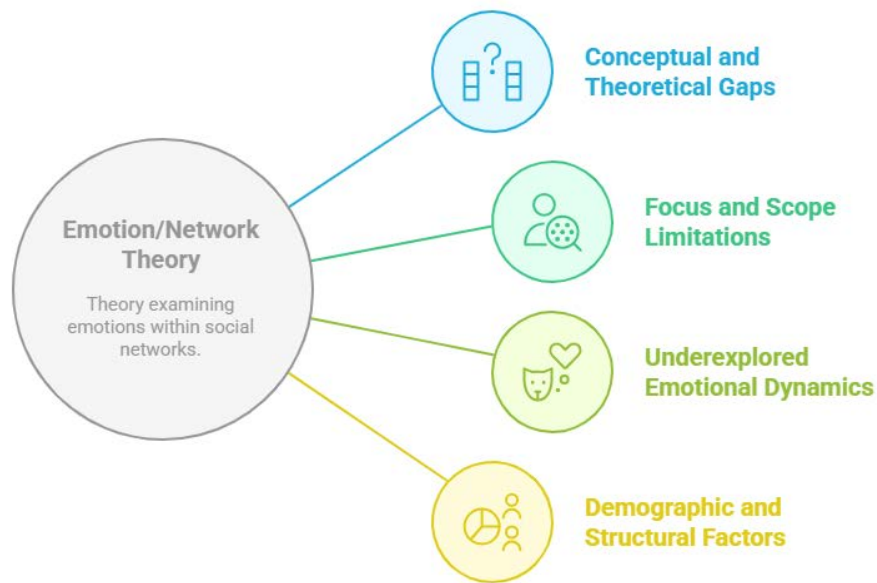 Conceptual and
Theoretical Gaps
Emotion/Network
Theory
Theory examining
emotions within social
networks.
Focus and Scope
Limitations
Underexplored
Emotional Dynamics
Demographic and
Structural Factors
?